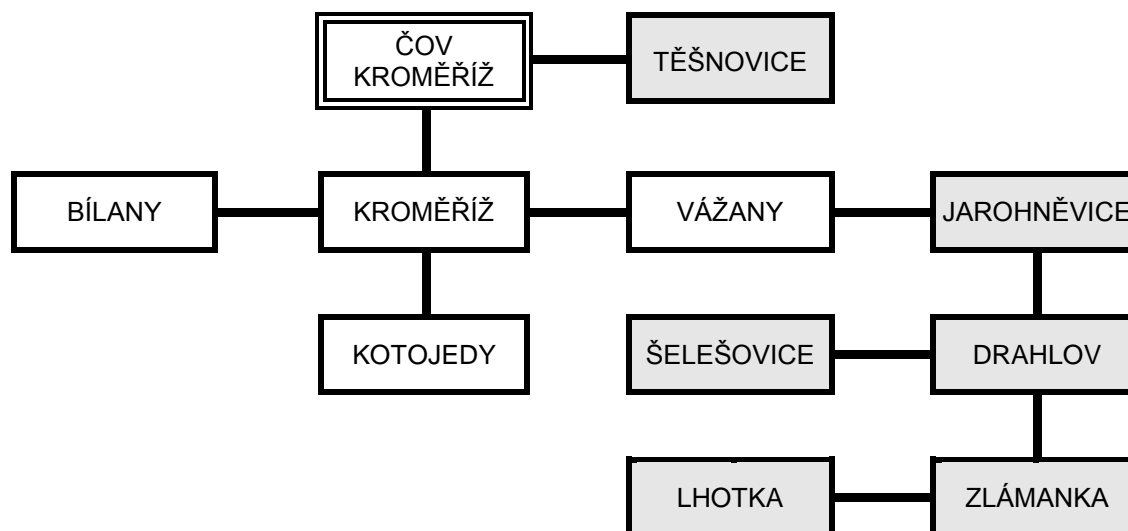 ČOV
KROMĚŘÍŽ
TĚŠNOVICE
BÍLANY
KROMĚŘÍŽ
VÁŽANY
JAROHNĚVICE
KOTOJEDY
ŠELEŠOVICE
DRAHLOV
LHOTKA
ZLÁMANKA